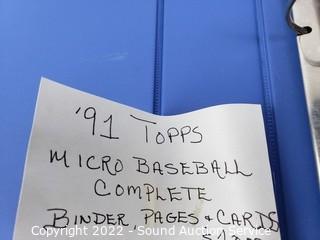 '91 TOPPS
MICRO BASEBALL
COMPLETE
BINDER, PAGES & CARDS
Copyright 2022 - Sound Auction Service